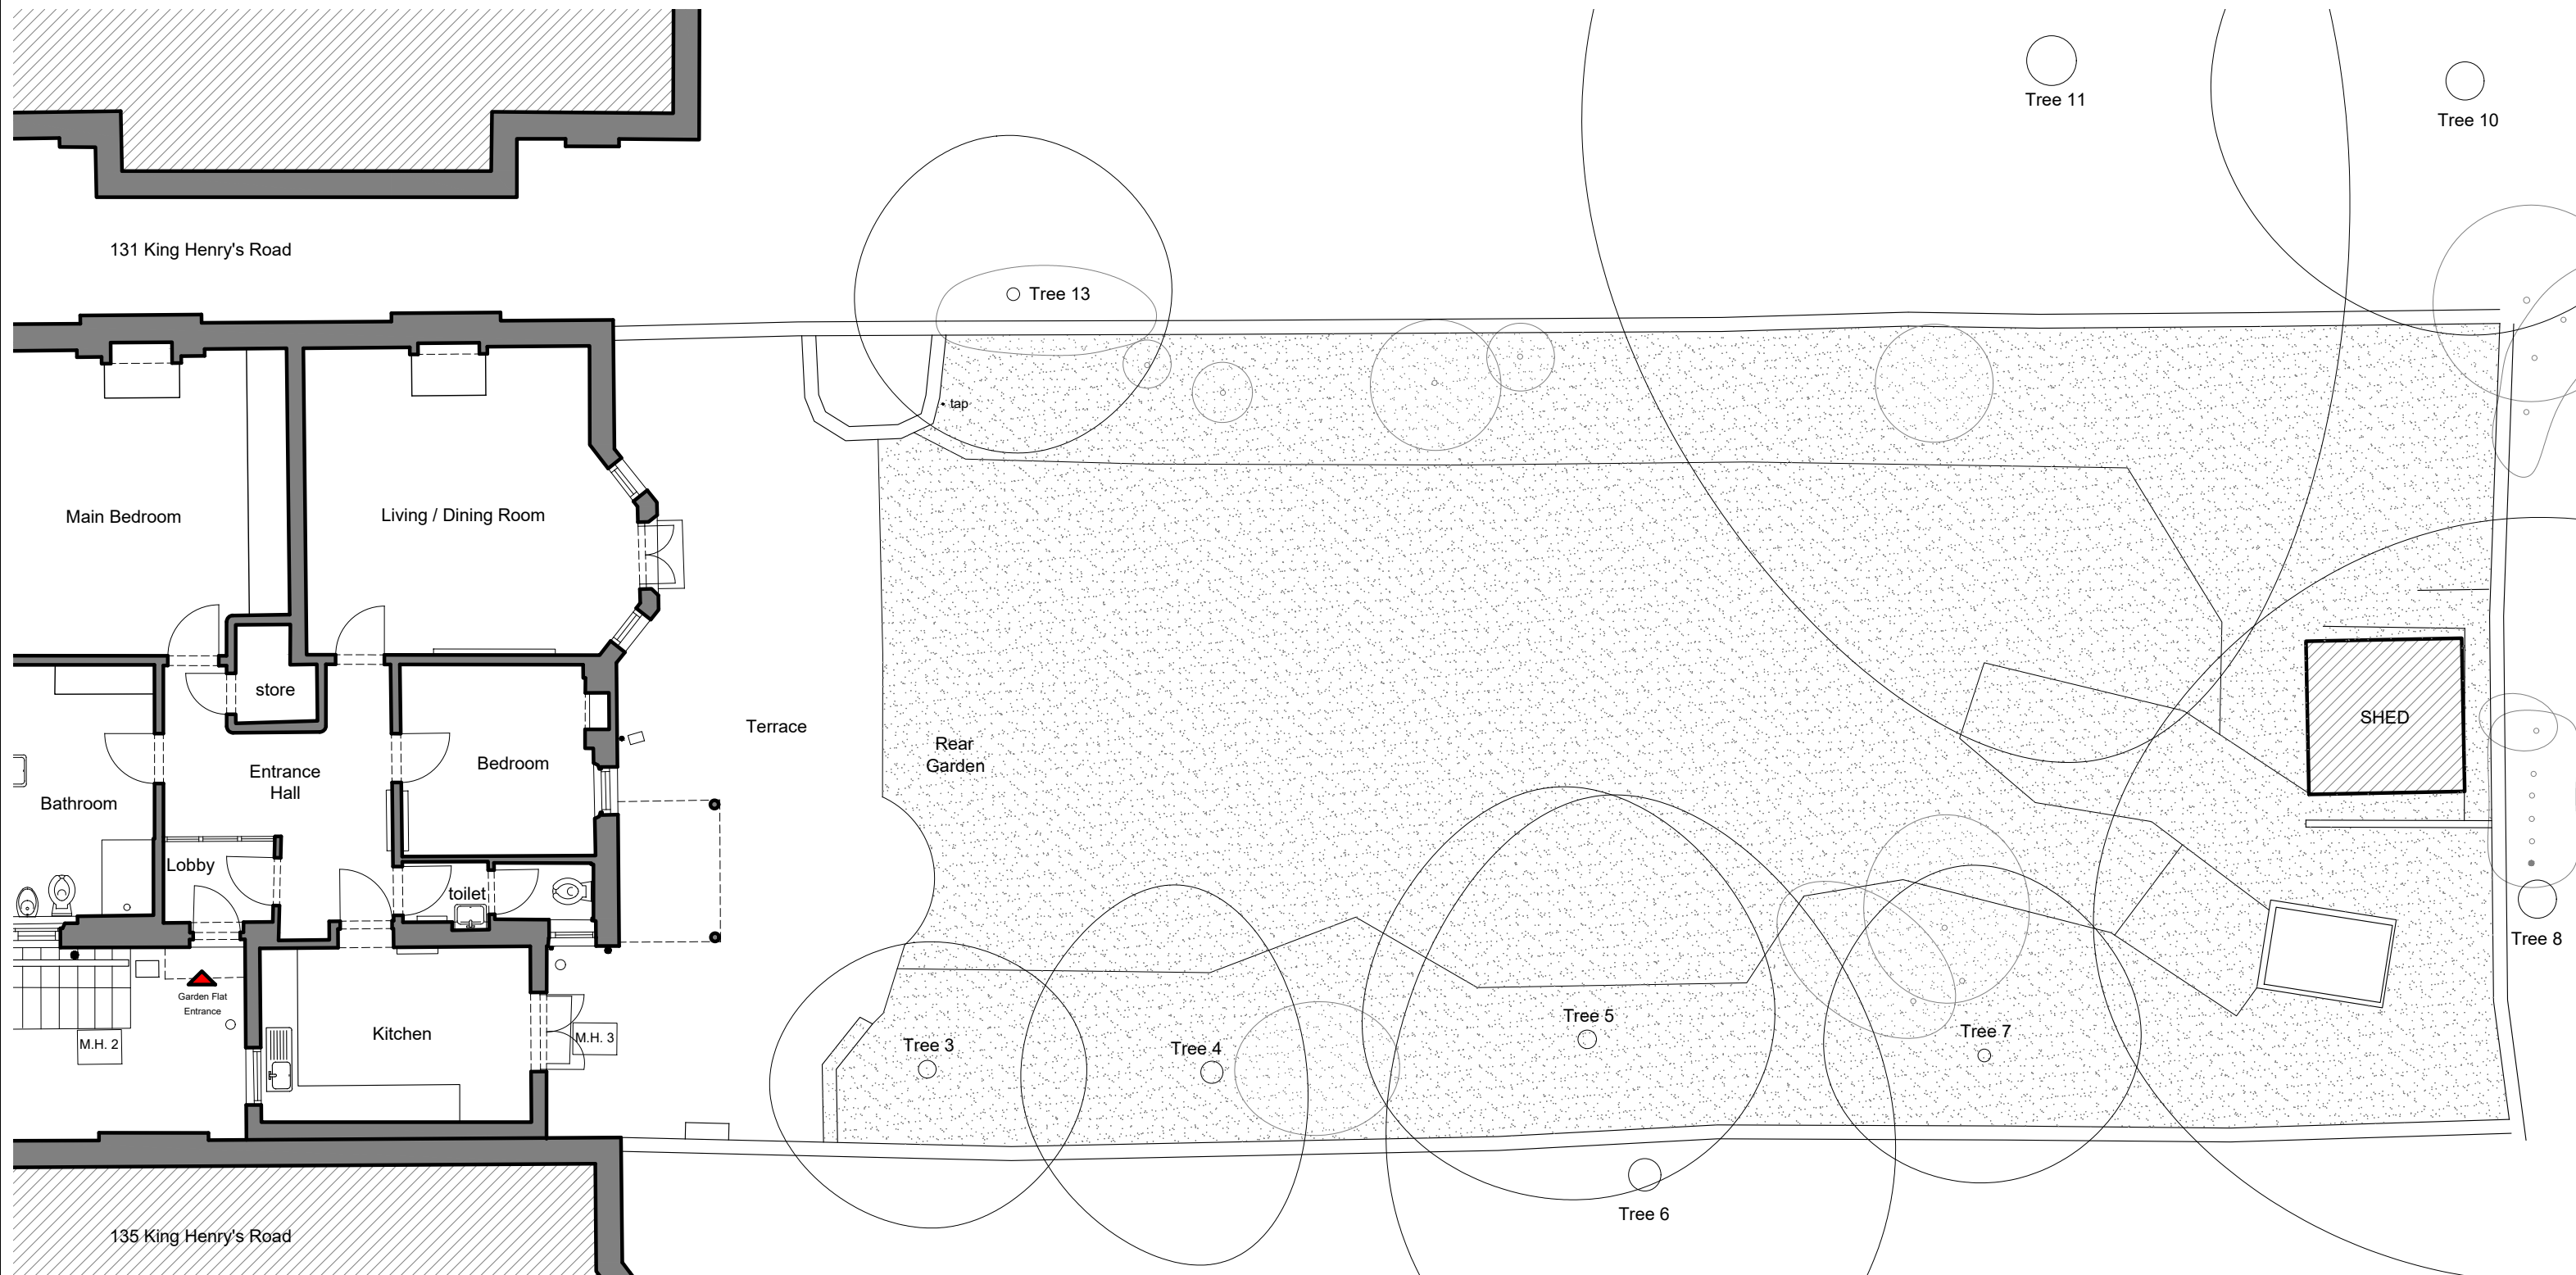 Tree 11
Tree 10
131 King Henry's Road
Tree 13
tap
Main Bedroom
Living / Dining Room
store
SHED
Terrace
Rear
Garden
Bedroom
Entrance
Hall
Bathroom
Lobby
toilet
Tree 8
Garden Flat
Entrance
Kitchen
M.H. 2
M.H. 3
Tree 3
Tree 4
Tree 5
Tree 7
Tree 6
135 King Henry's Road